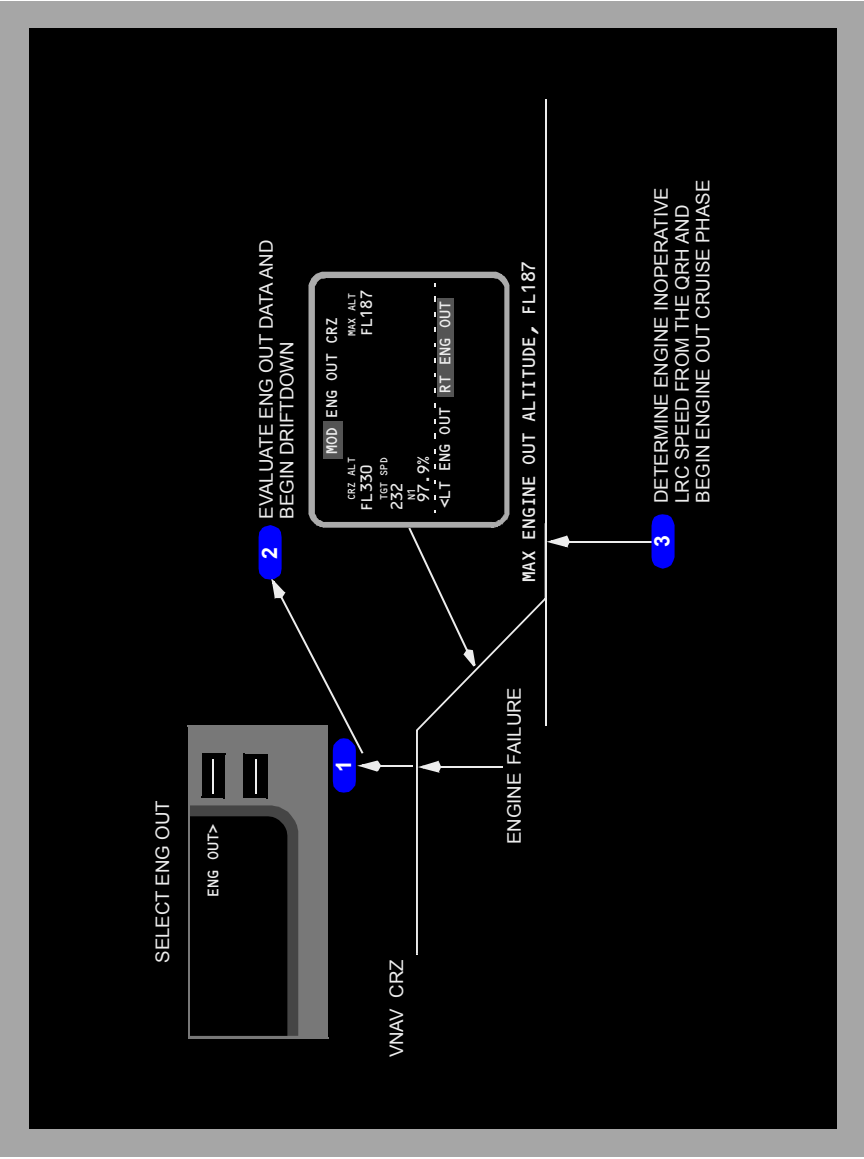 SELECT ENG OUT
ENG OUT>
1
2
EVALUATE ENG OUT DATA AND
BEGIN DRIFTDOWN
MOD ENG OUT CRZ
CRZ ALT MAX ALT
FL330 FL187
TGT SPD
232
N1
97.9%
<LT ENG OUT RT ENG OUT
VNAV CRZ
ENGINE FAILURE
MAX ENGINE OUT ALTITUDE, FL187
3
DETERMINE ENGINE INOPERATIVE
LRC SPEED FROM THE QRH AND
BEGIN ENGINE OUT CRUISE PHASE